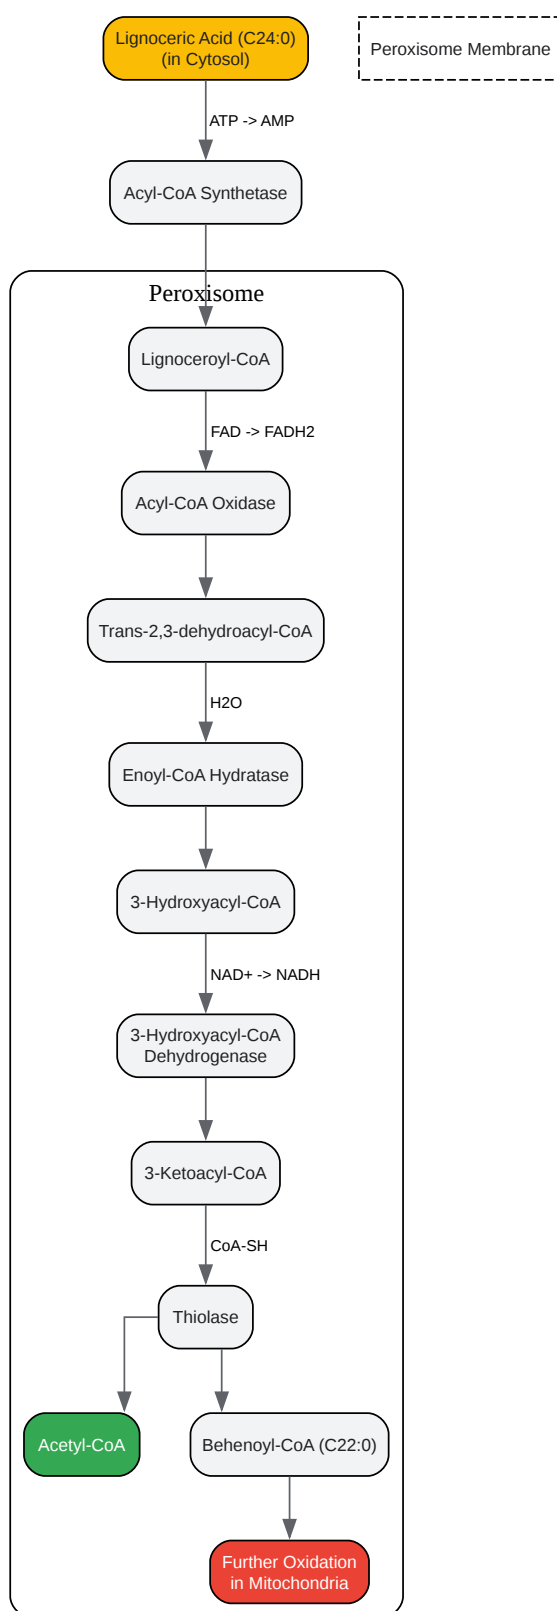 Lignoceric Acid (C24:0)
(in Cytosol)
Peroxisome Membrane
ATP -> AMP
Acyl-CoA Synthetase
Peroxisome
Lignoceroyl-CoA
FAD -> FADH2
Acyl-CoA Oxidase
Trans-2,3-dehydroacyl-CoA
H2O
Enoyl-CoA Hydratase
3-Hydroxyacyl-CoA
NAD+ -> NADH
3-Hydroxyacyl-CoA
Dehydrogenase
3-Ketoacyl-CoA
CoA-SH
Thiolase
Acetyl-CoA
Behenoyl-CoA (C22:0)
Further Oxidation
in Mitochondria